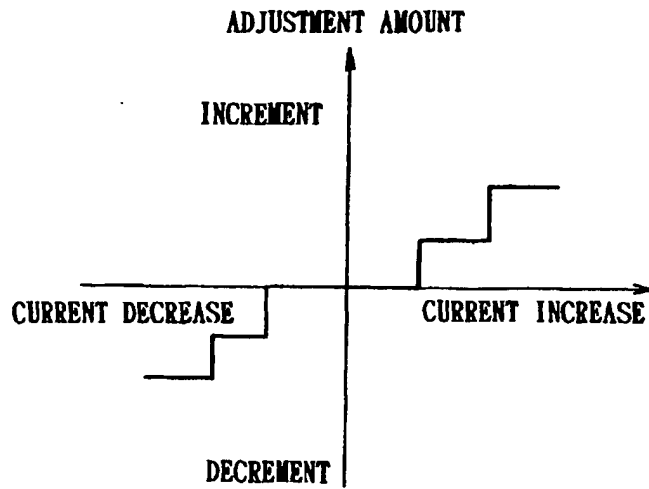 ADJUSTMENT AMOUNT
INCREMENT
CURRENT DECREASE
CURRENT INCREASE
DECREMENT